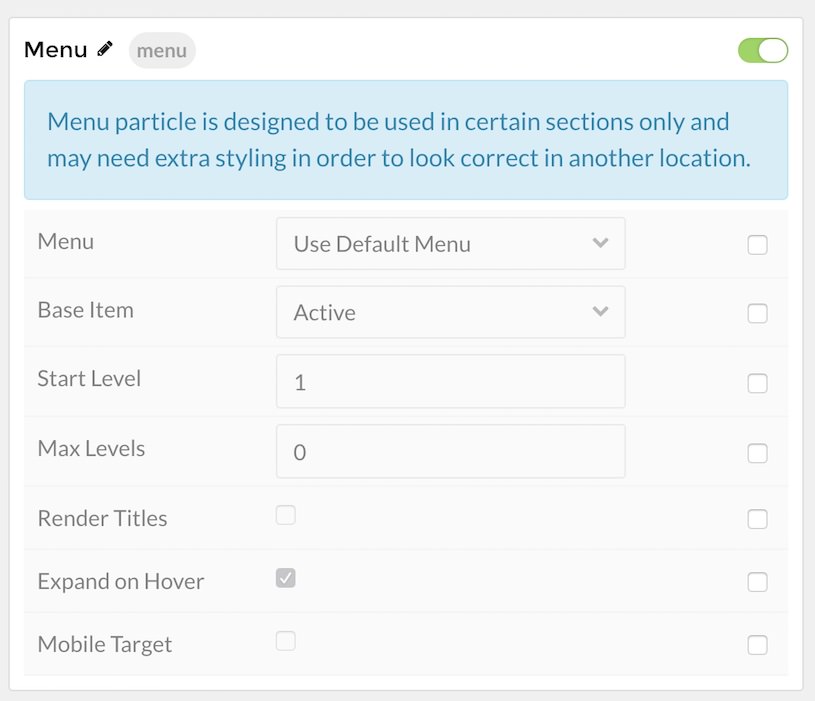 Menu menu
Menu particle is designed to be used in certain sections only and
may need extra styling in order to look correct in another location.
Menu Use Default Menu
Base Item Active
Start Level 1
Max Levels 0
Render Titles
Expand on Hover
Mobile Target